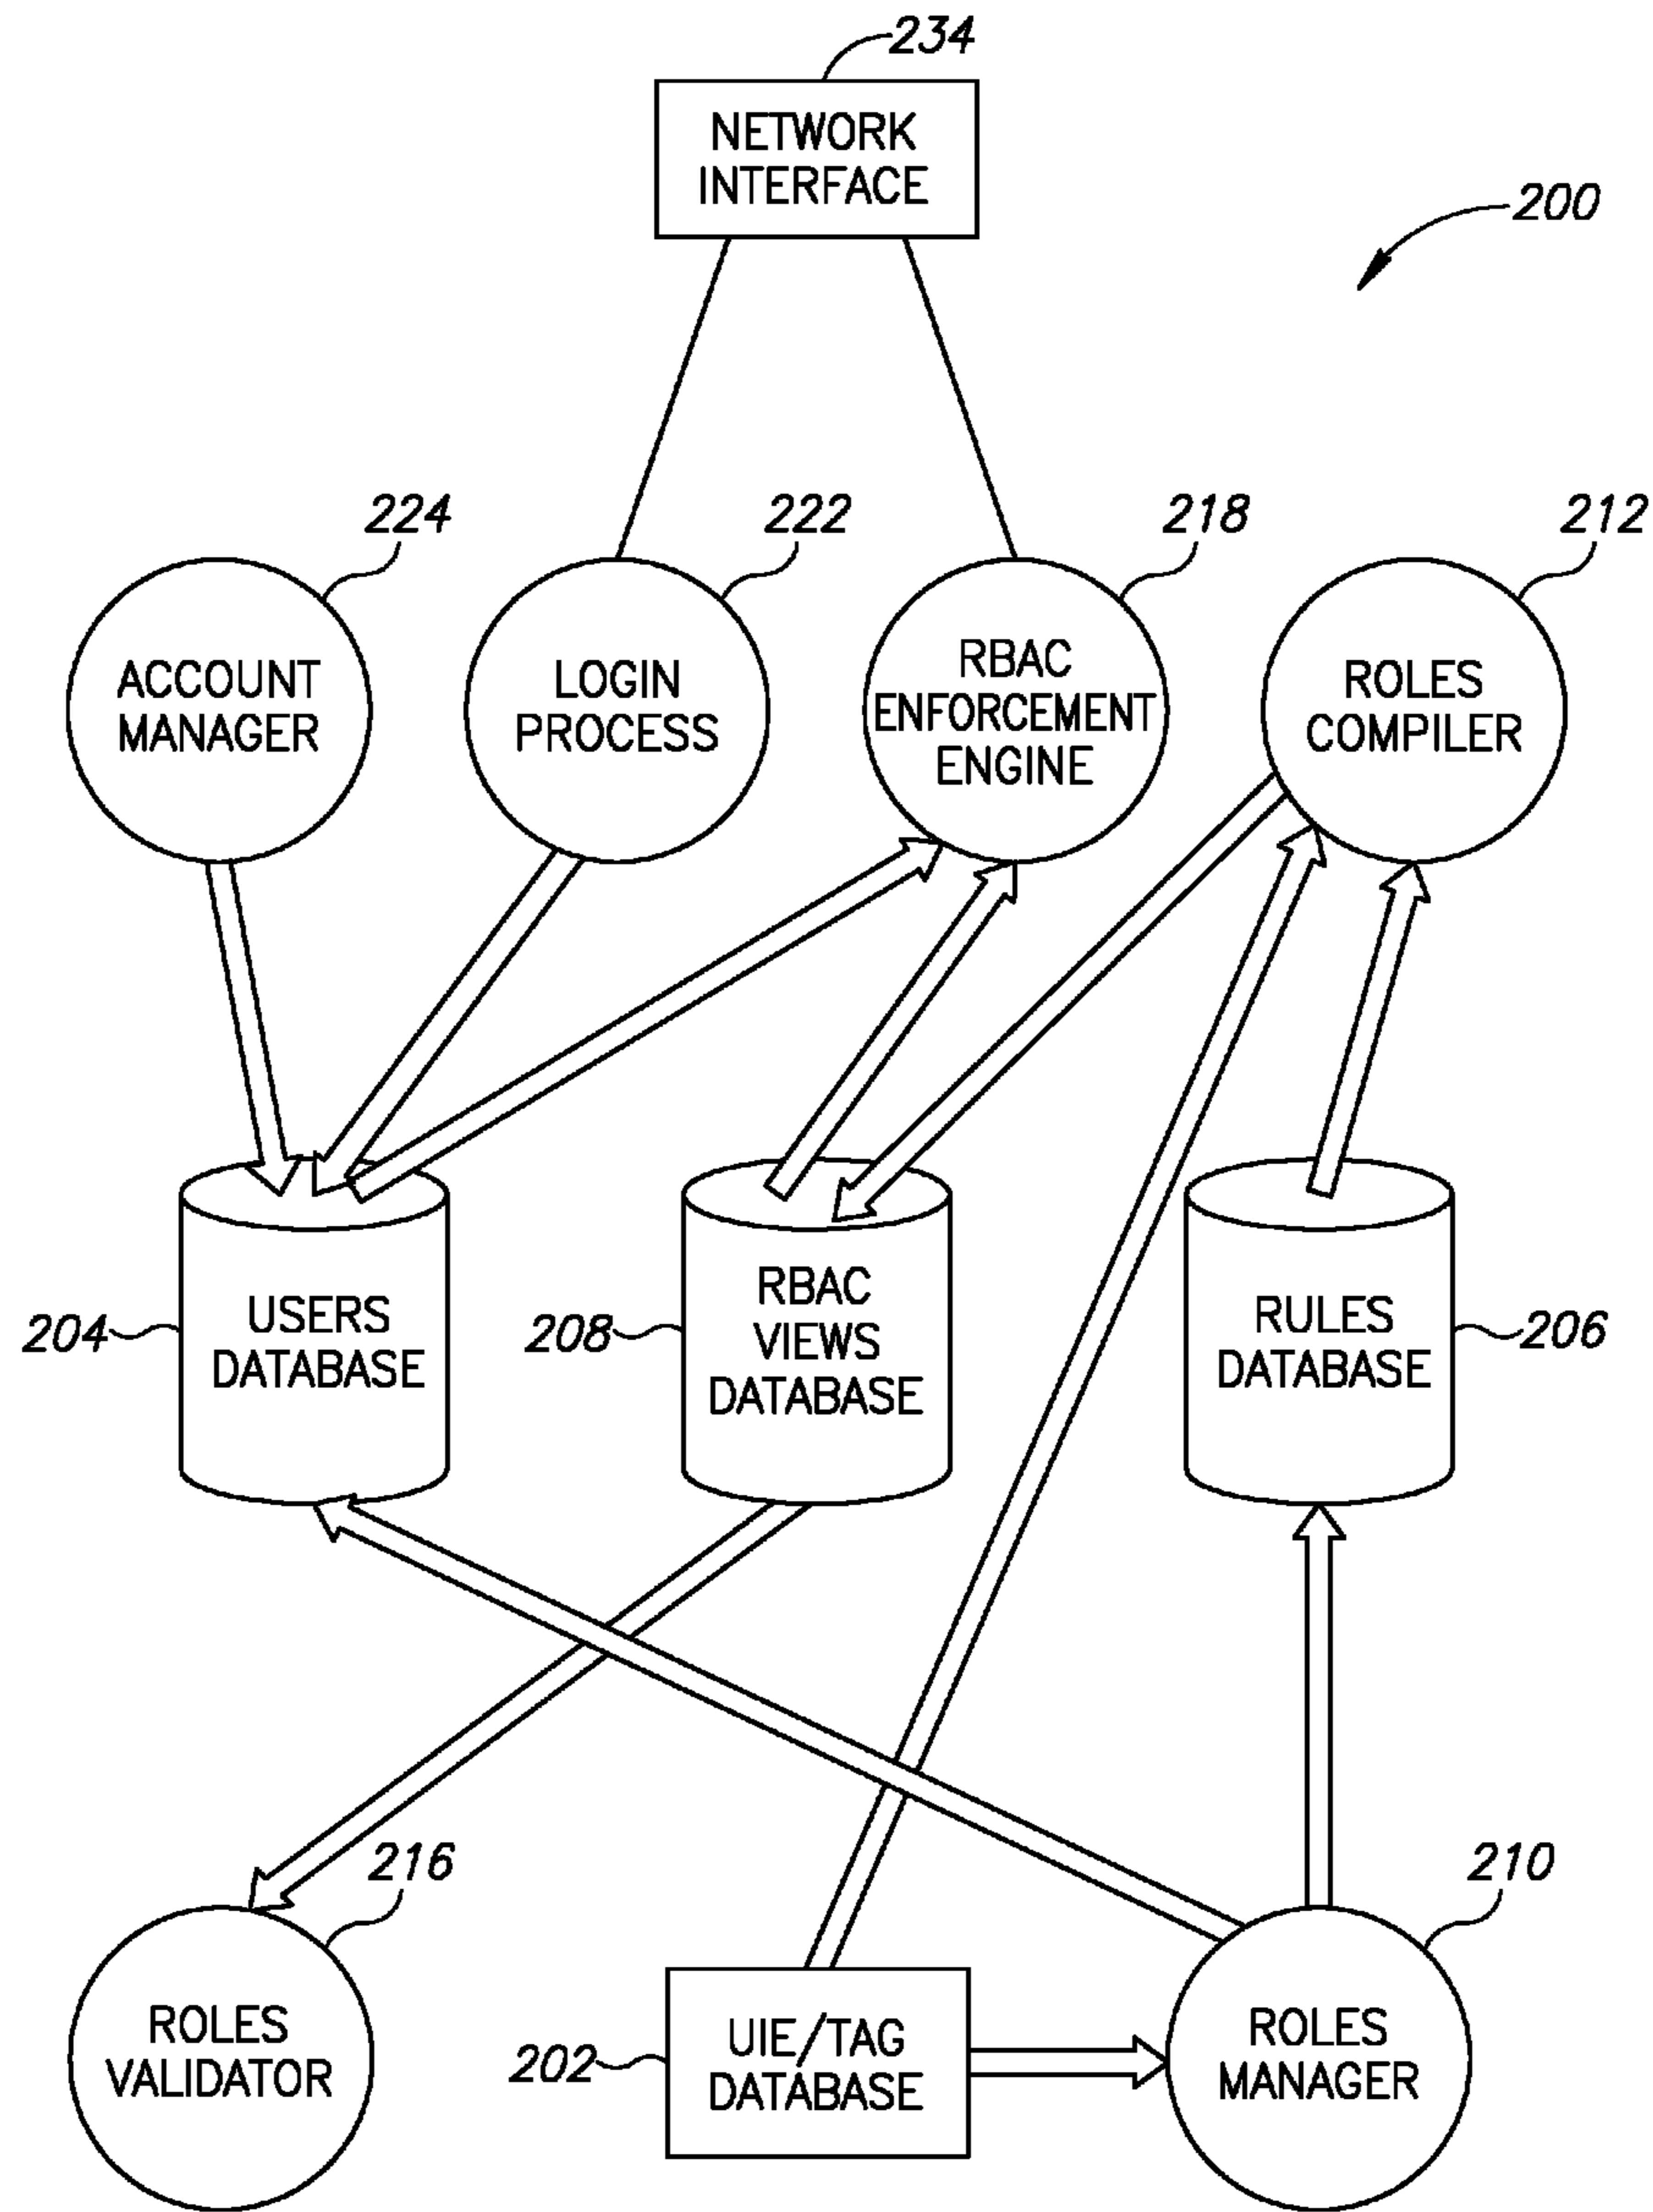 234
NETWORK
INTERFACE
200
224
222
218
212
ACCOUNT
MANAGER
LOGIN
PROCESS
RBAC
ENFORCEMENT
ENGINE
ROLES
COMPILER
204
USERS
DATABASE
208
RBAC
VIEWS
DATABASE
RULES
DATABASE
206
216
210
ROLES
VALIDATOR
202
UIE/TAG
DATABASE
ROLES
MANAGER